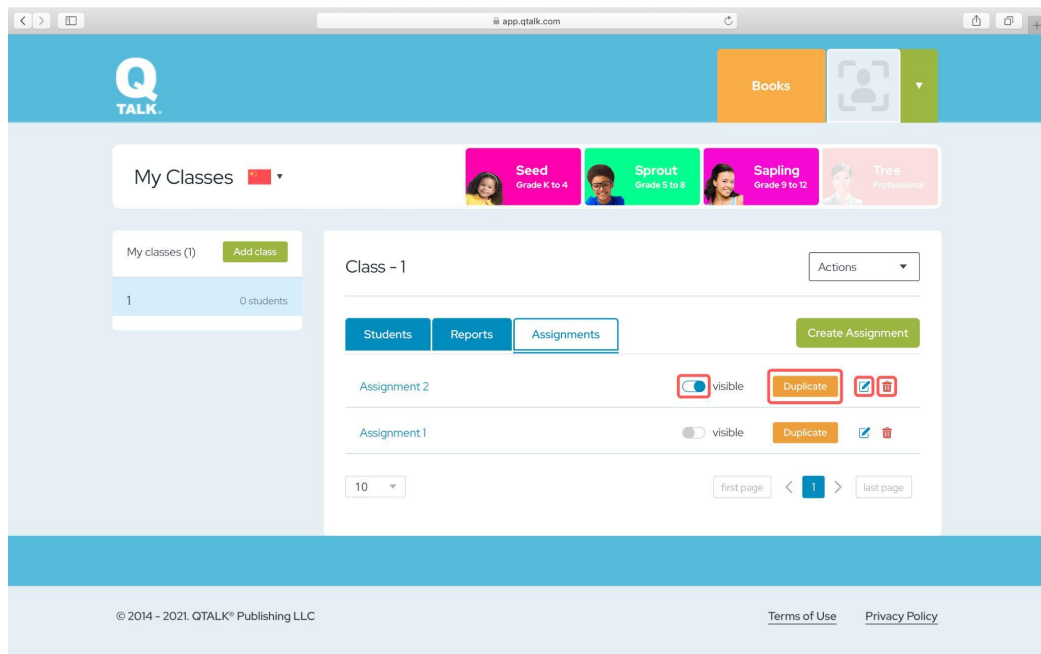 app.qtalk.com
Q
TALK.
Books
My Classes
Seed
Grade K to 4
Sprout
Grade 5 to 8
Sapling
Grade 9 to 12
Tree
Professional
My classes (1)
Add class
1
0 students
Class - 1
Actions
Students
Reports
Assignments
Create Assignment
Assignment 2
visible
Duplicate
Assignment 1
visible
Duplicate
10
first page
1
last page
© 2014 - 2021. QTALK® Publishing LLC
Terms of Use
Privacy Policy